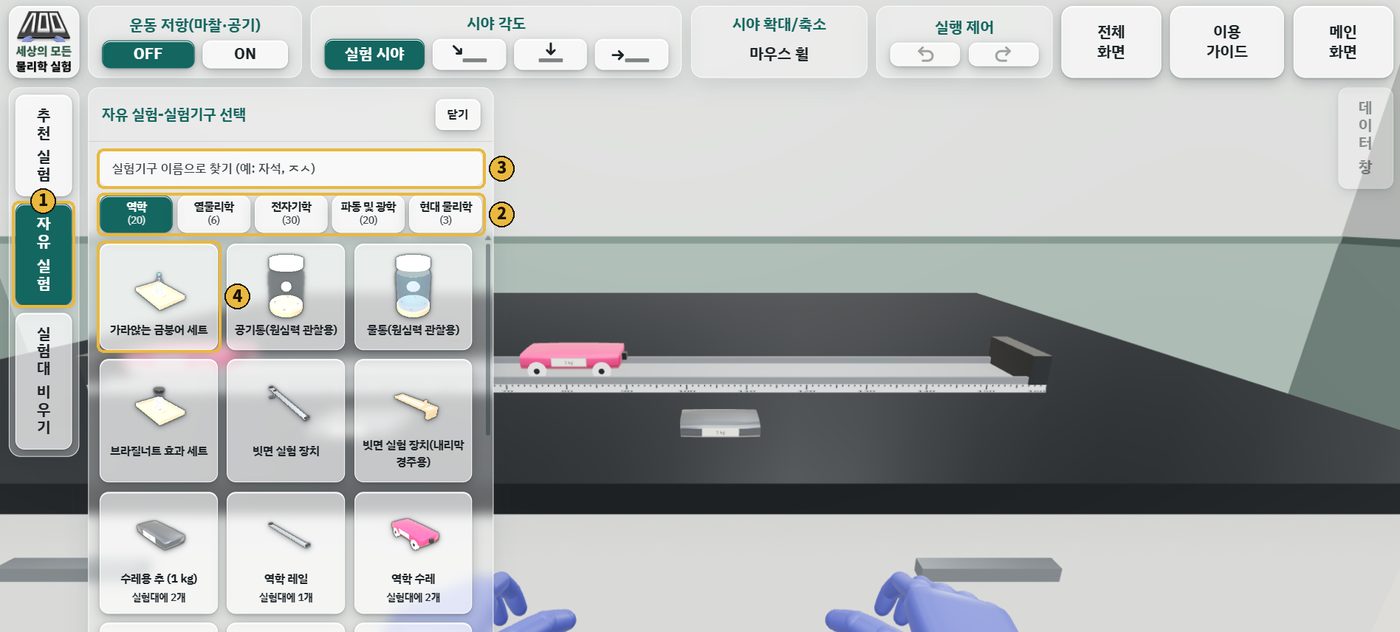 세상의 모든
물리학 실험
운동 저항(마찰·공기)
OFF
ON
시야 각도
실험 시야
시야 확대/축소
마우스 휠
실행 제어
전체
화면
이용
가이드
메인
화면
추천 실험
1
자유 실험
실험대 비우기
자유 실험-실험기구 선택
닫기
실험기구 이름으로 찾기 (예: 자석, ㅈㅅ)
3
역학
(20)
열물리학
(6)
전자기학
(30)
파동 및 광학
(20)
현대 물리학
(3)
2
4
가라앉는 금붕어 세트
공기통(원심력 관찰용)
물통(원심력 관찰용)
브라질너트 효과 세트
빗면 실험 장치
빗면 실험 장치(내리막
경주용)
수레용 추 (1 kg)
실험대에 2개
역학 레일
실험대에 1개
역학 수레
실험대에 2개
데이터 창